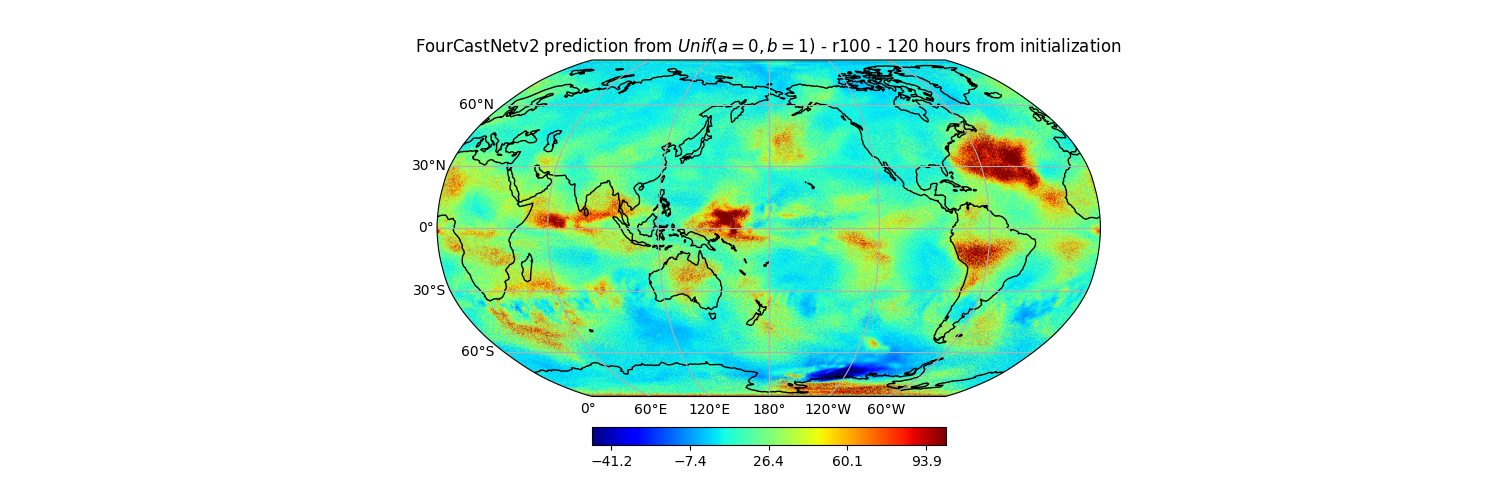 FourCastNetv2 prediction from Unif(a = 0, b = 1) - r100 - 120 hours from initialization
60°N
30°N
0°
30°S
60°S
0° 60°E 120°E 180° 120°W 60°W
−41.2 −7.4 26.4 60.1 93.9